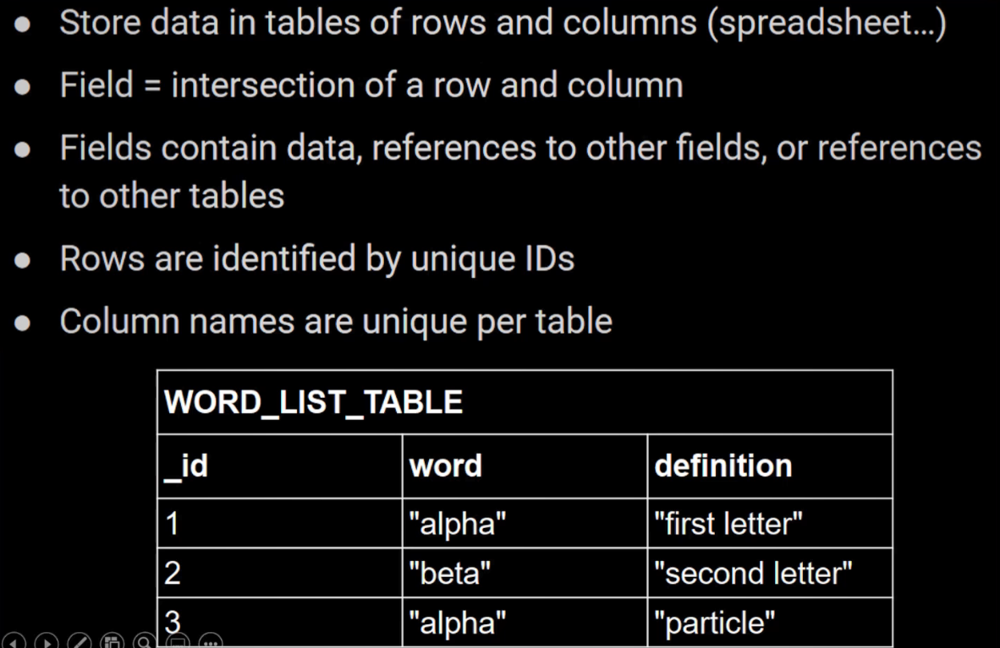 ● Store data in tables of rows and columns (spreadsheet...)
● Field = intersection of a row and column
● Fields contain data, references to other fields, or references
to other tables
● Rows are identified by unique IDs
● Column names are unique per table
WORD_LIST_TABLE
_id word definition
1 "alpha" "first letter"
2 "beta" "second letter"
3 "alpha" "particle"